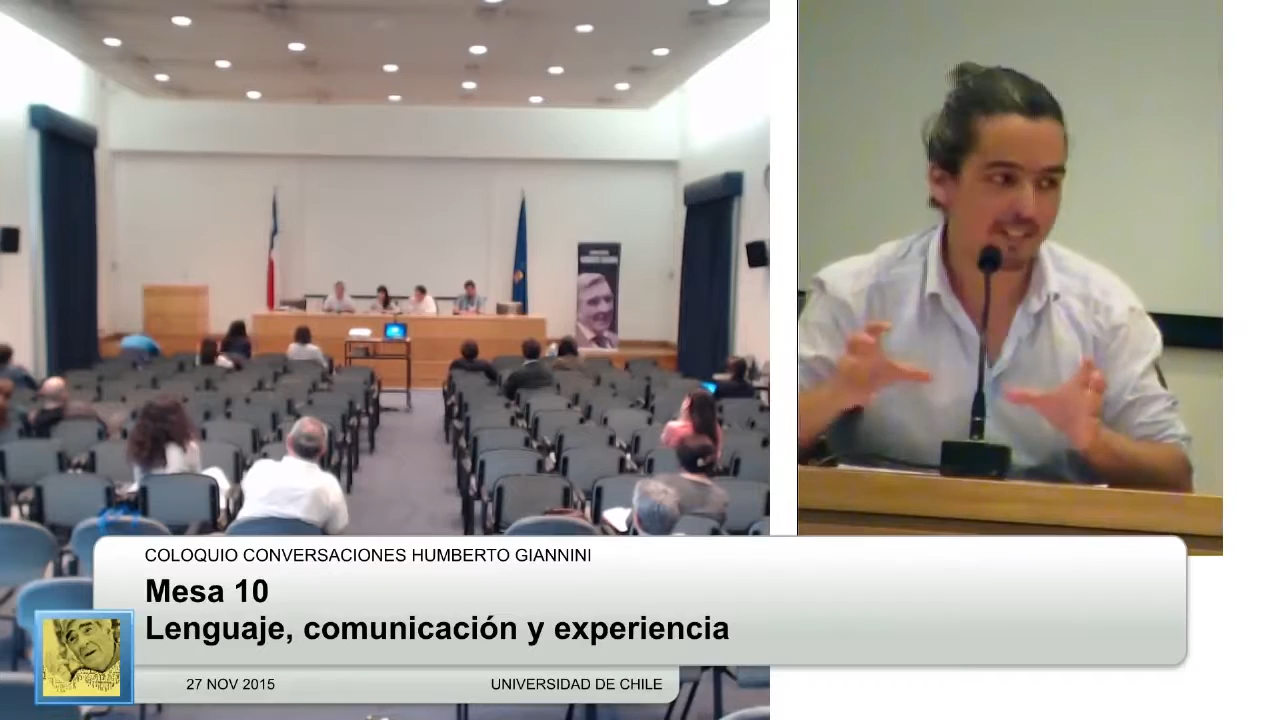 COLOQUIO CONVERSACIONES HUMBERTO GIANNINI
Mesa 10
Lenguaje, comunicación y experiencia
27 NOV 2015
UNIVERSIDAD DE CHILE